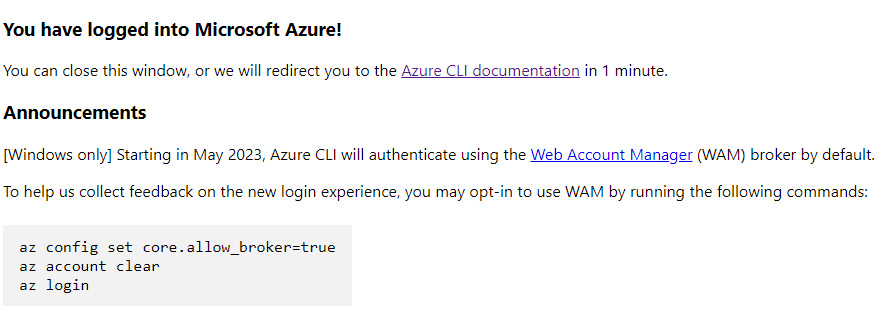 You have logged into Microsoft Azure!
You can close this window, or we will redirect you to the Azure CLI documentation in 1 minute.
Announcements
[Windows only] Starting in May 2023, Azure CLI will authenticate using the Web Account Manager (WAM) broker by default.
To help us collect feedback on the new login experience, you may opt-in to use WAM by running the following commands:
az config set core.allow_broker=true
az account clear
az login